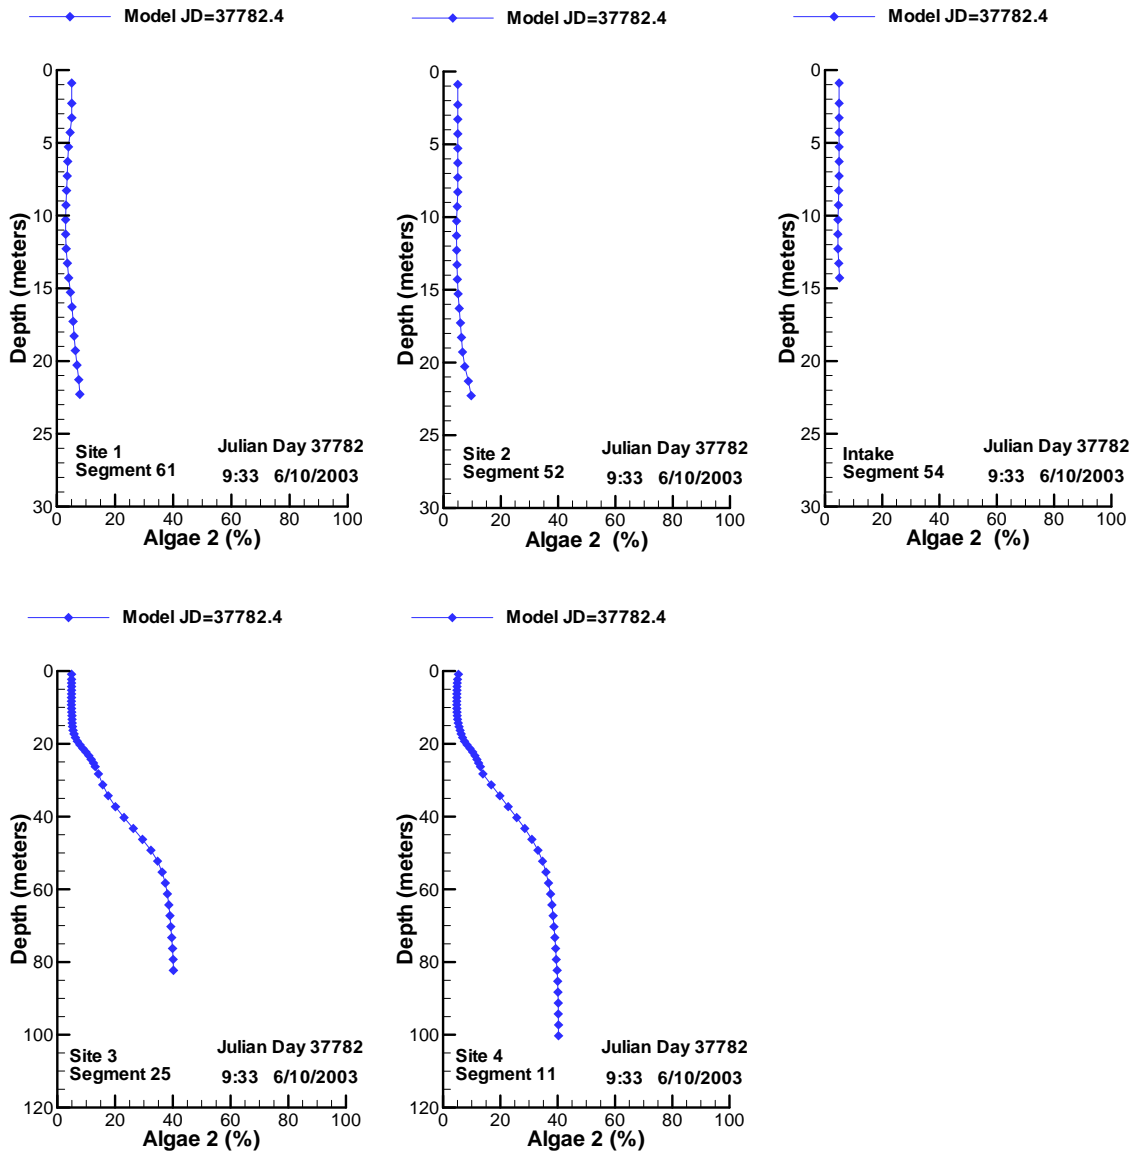 Model JD=37782.4
0
5
10
15
20
25
30
Depth (meters)
Site 1
Segment 61
Julian Day 37782
9:33 6/10/2003
0 20 40 60 80 100
Algae 2 (%)
Model JD=37782.4
0
5
10
15
20
25
30
Depth (meters)
Site 2
Segment 52
Julian Day 37782
9:33 6/10/2003
0 20 40 60 80 100
Algae 2 (%)
Model JD=37782.4
0
5
10
15
20
25
30
Depth (meters)
Intake
Segment 54
Julian Day 37782
9:33 6/10/2003
0 20 40 60 80 100
Algae 2 (%)
Model JD=37782.4
0
20
40
60
80
100
120
Depth (meters)
Site 3
Segment 25
Julian Day 37782
9:33 6/10/2003
0 20 40 60 80 100
Algae 2 (%)
Model JD=37782.4
0
20
40
60
80
100
120
Depth (meters)
Site 4
Segment 11
Julian Day 37782
9:33 6/10/2003
0 20 40 60 80 100
Algae 2 (%)